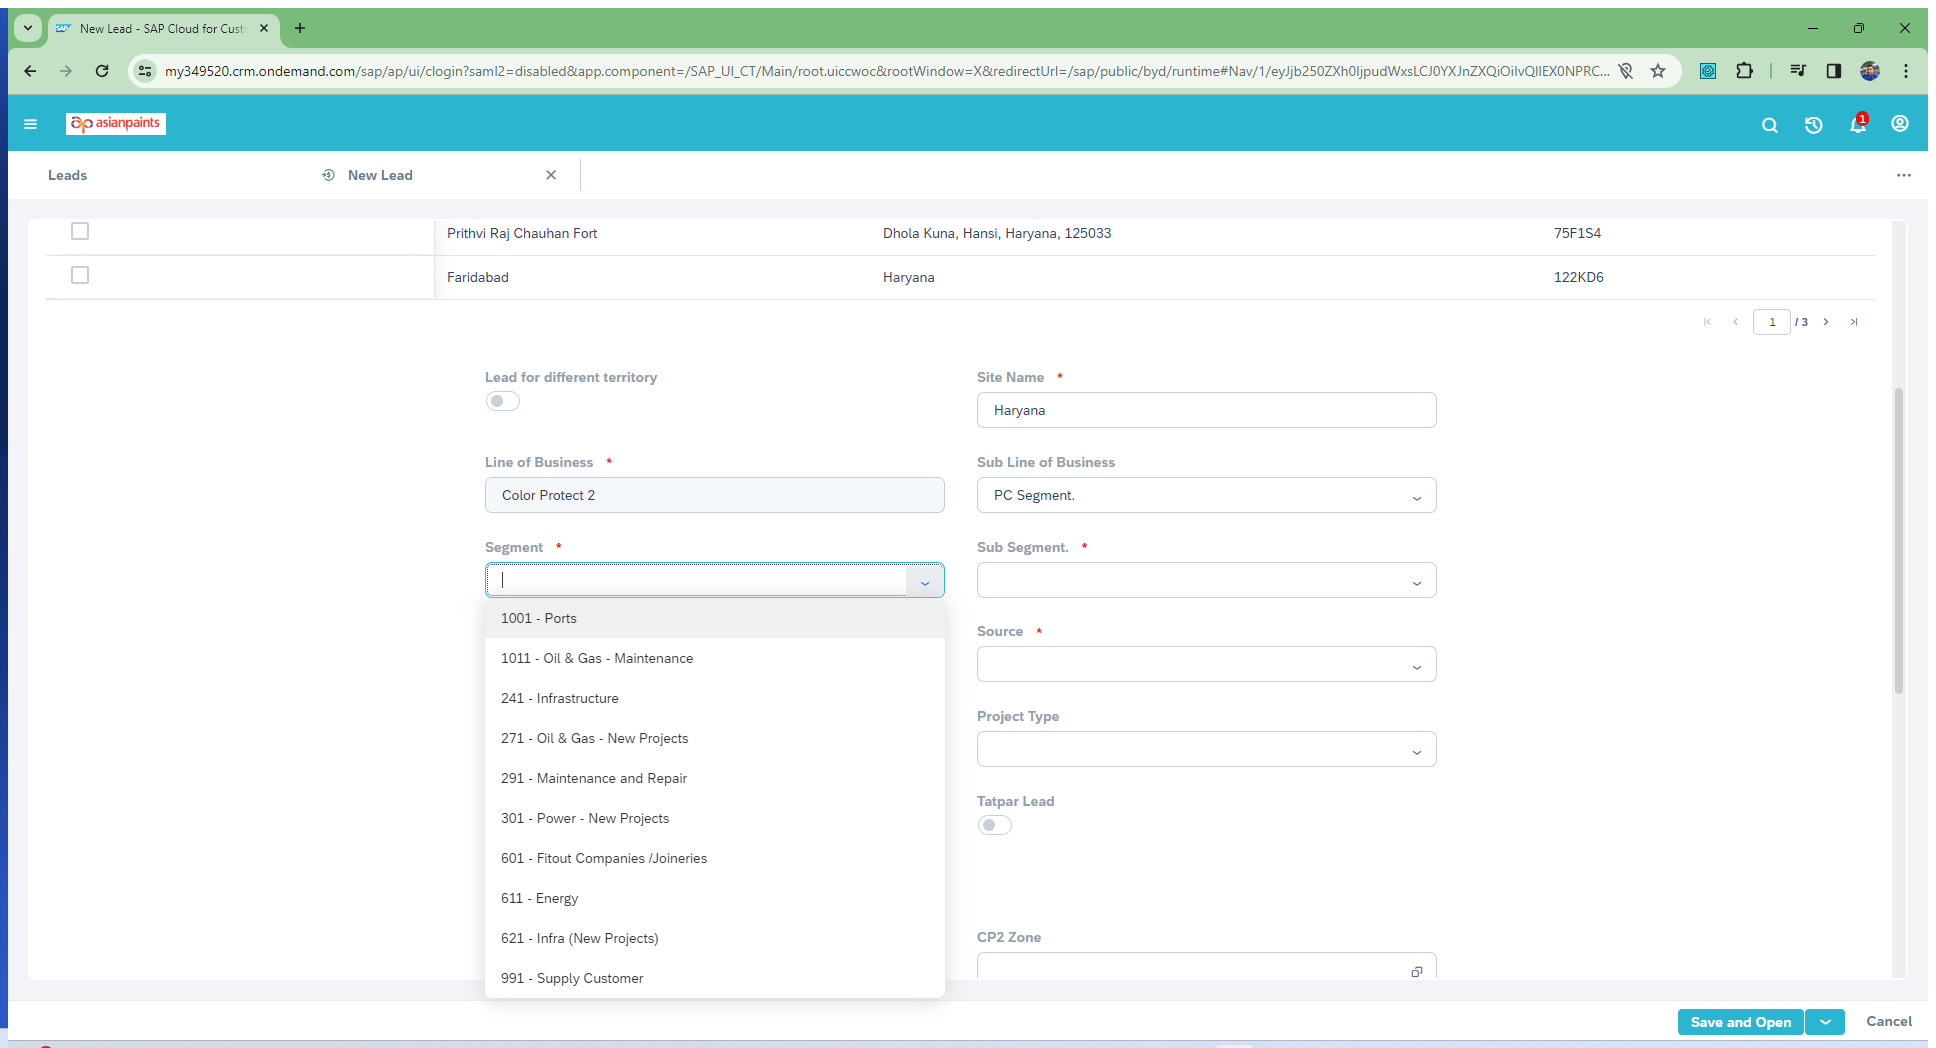 New Lead - SAP Cloud for Custo
my349520.crm.ondemand.com/sap/ap/ui/clogin?saml2=disabled&app.component=/SAP_UI_CT/Main/root.uiccwoc&rootWindow=X&redirectUrl=/sap/public/byd/runtime#Nav/1/eyJjb250ZXh0IjpudWxsLCJ0YXJnZXQiOiIvQllEX0NPRC...
ap asianpaints
1
Leads
New Lead
Prithvi Raj Chauhan Fort Dhola Kuna, Hansi, Haryana, 125033 75F1S4
Faridabad Haryana 122KD6
1 / 3
Lead for different territory
Site Name *
Haryana
Line of Business *
Color Protect 2
Sub Line of Business
PC Segment.
Segment *
Sub Segment. *
1001 - Ports
1011 - Oil & Gas - Maintenance
241 - Infrastructure
271 - Oil & Gas - New Projects
291 - Maintenance and Repair
301 - Power - New Projects
601 - Fitout Companies /Joineries
611 - Energy
621 - Infra (New Projects)
991 - Supply Customer
Source *
Project Type
Tatpar Lead
CP2 Zone
Save and Open
Cancel